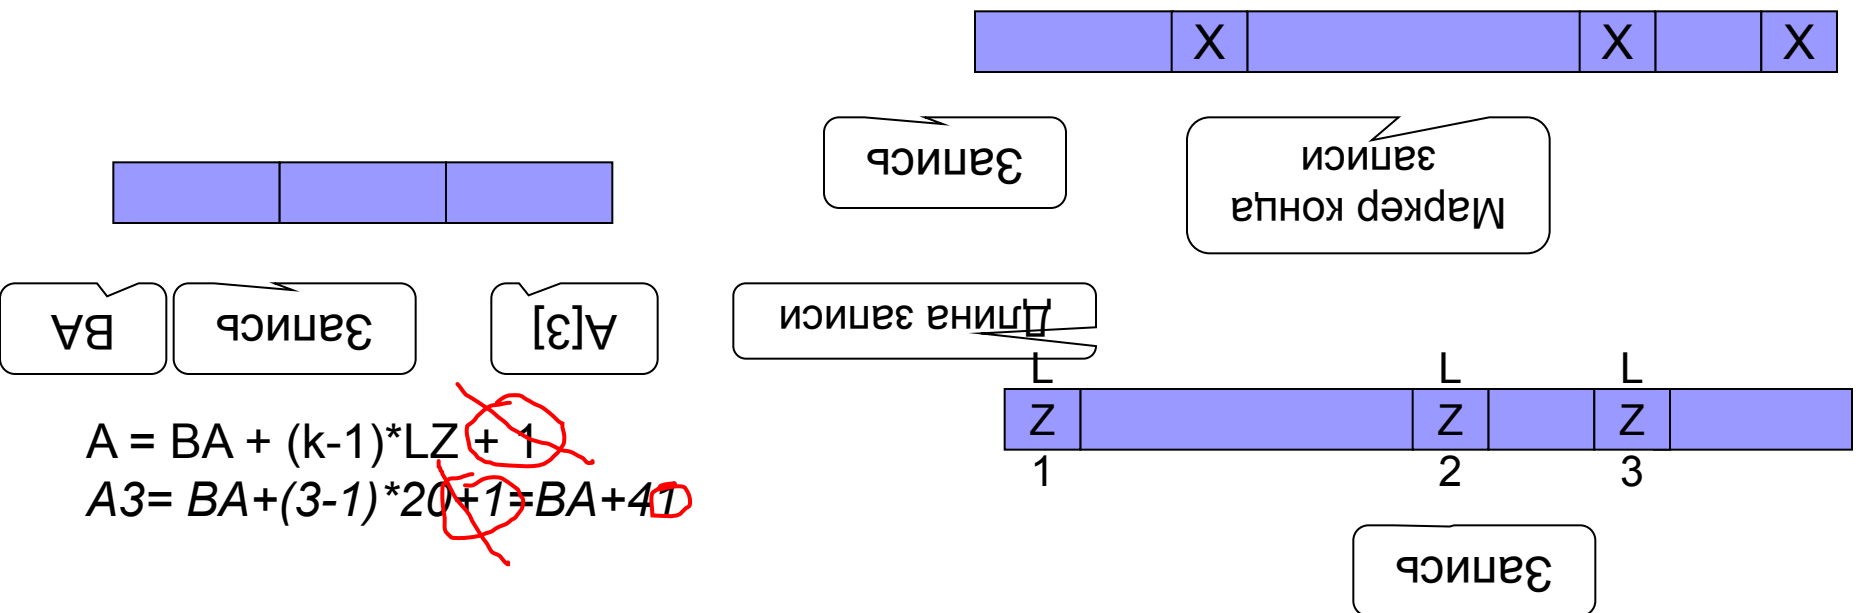 X X X
Запись
Маркер конца
записи
BA
Запись
A[3]
Длина записи
L L L
Z Z Z
1 2 3
A = BA + (k-1)*LZ + 1
A3= BA+(3-1)*20+1=BA+41
Запись